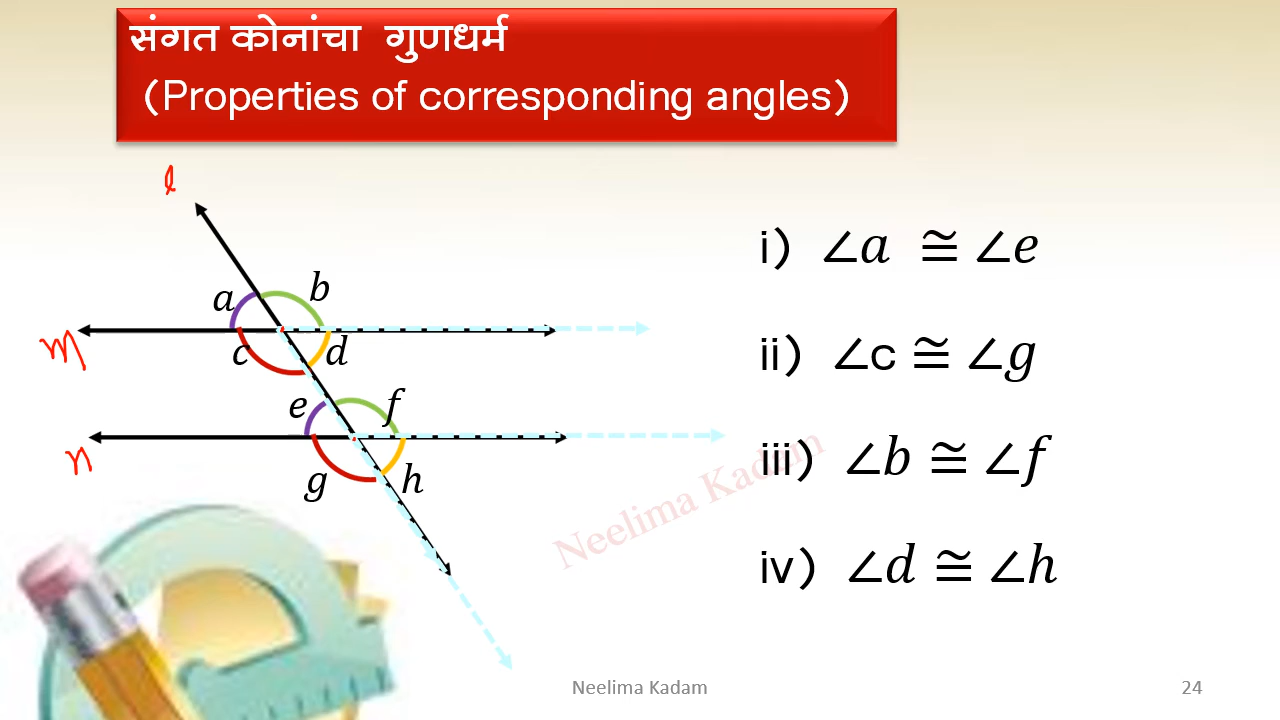 संगत कोनांचा गुणधर्म
(Properties of corresponding angles)
l
a b
m
c d
e f
n
g h
i) ∠a ≅ ∠e
ii) ∠c ≅ ∠g
iii) ∠b ≅ ∠f
iv) ∠d ≅ ∠h
Neelima Kadam
Neelima Kadam
24